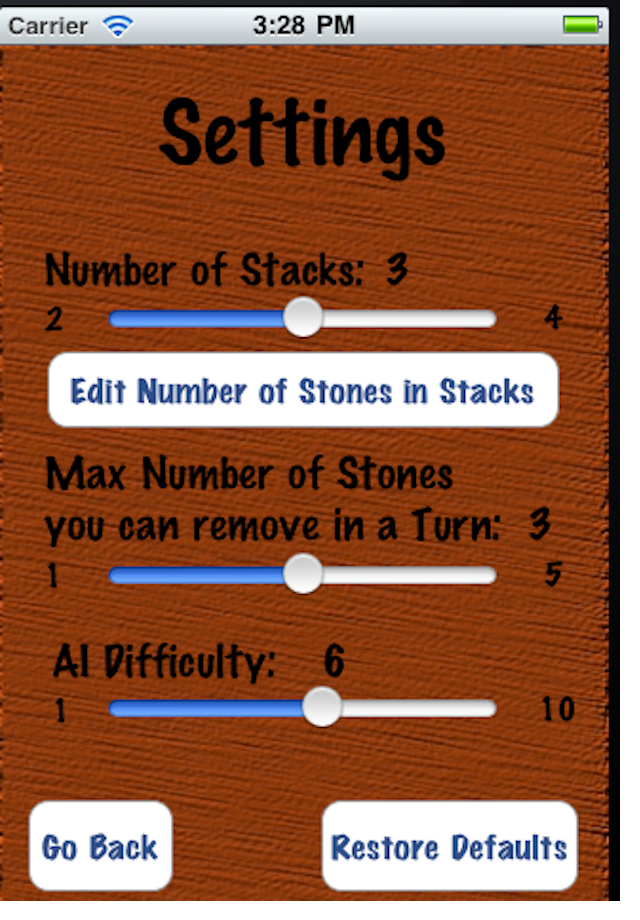 Carrier 3:28 PM
Settings
Number of Stacks: 3
2 4
Edit Number of Stones in Stacks
Max Number of Stones
you can remove in a Turn: 3
1 5
AI Difficulty: 6
1 10
Go Back Restore Defaults